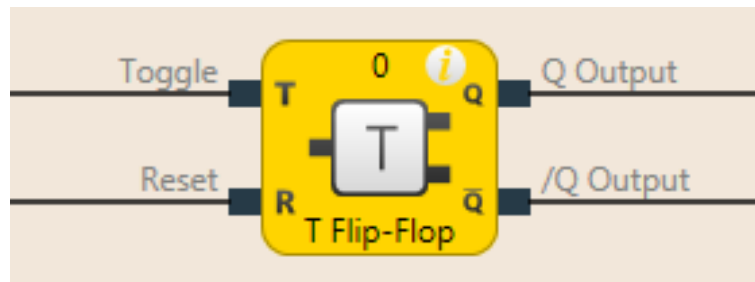 Toggle
0
i
Q Output
T
Q
T
Reset
/Q Output
R
Q̅
T Flip-Flop